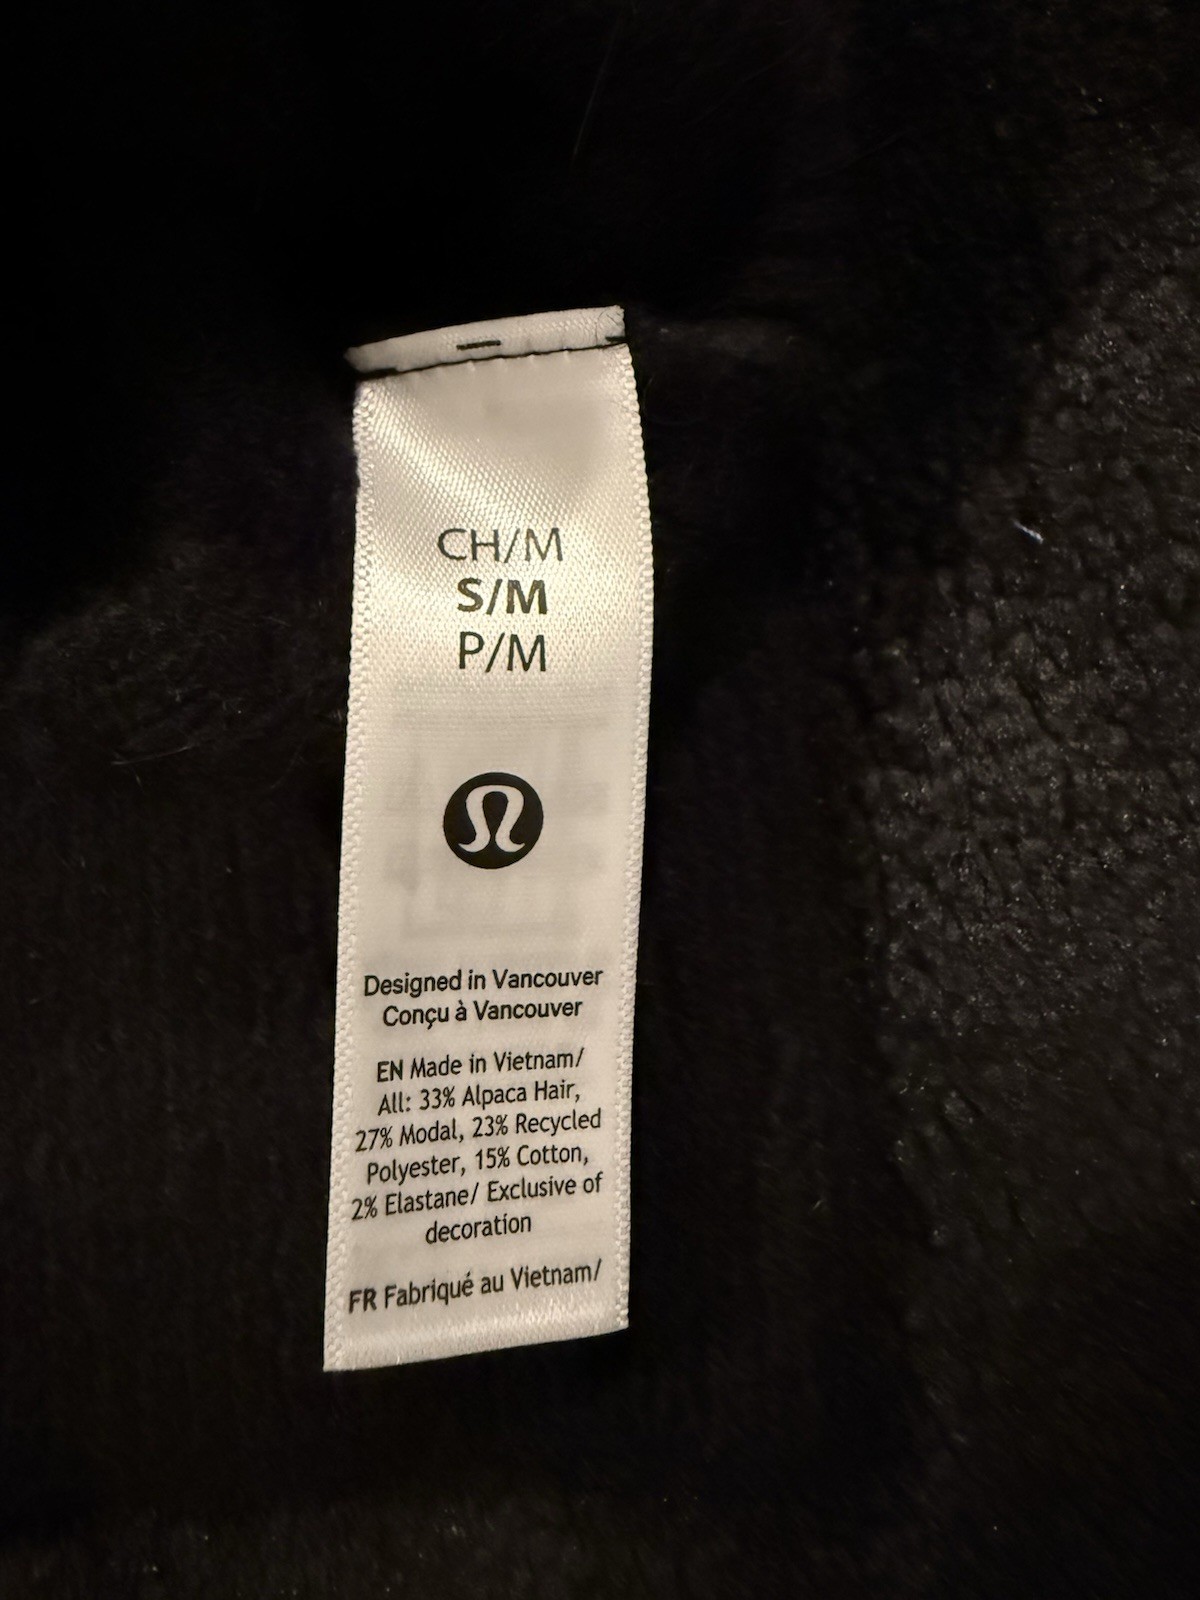 CH/M
S/M
P/M
Designed in Vancouver
Conçu à Vancouver
EN Made in Vietnam/
All: 33% Alpaca Hair,
27% Modal, 23% Recycled
Polyester, 15% Cotton,
2% Elastane/ Exclusive of
decoration
FR Fabriqué au Vietnam/